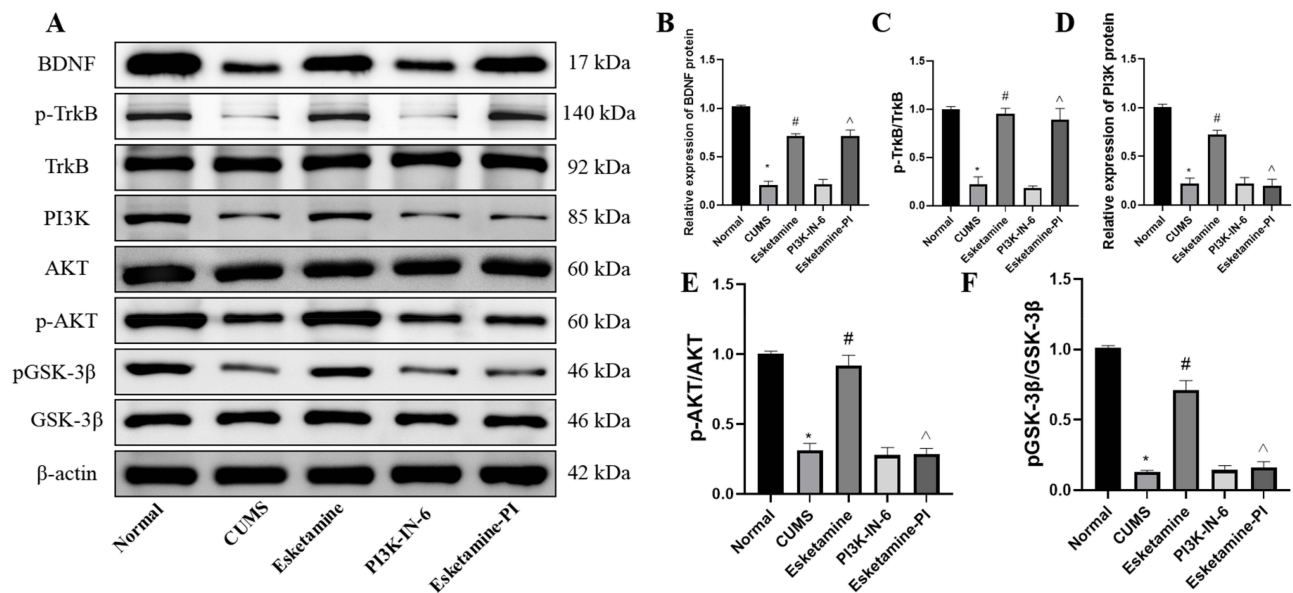 A
BDNF 17 kDa
p-TrkB 140 kDa
TrkB 92 kDa
PI3K 85 kDa
AKT 60 kDa
p-AKT 60 kDa
pGSK-3β 46 kDa
GSK-3β 46 kDa
β-actin 42 kDa
Normal CUMS Esketamine PI3K-IN-6 Esketamine-PI
B
Relative expression of BDNF protein
1.5
1.0
0.5
0.0
* # ^
Normal CUMS Esketamine PI3K-IN-6 Esketamine-PI
C
p-TrkB/TrkB
1.5
1.0
0.5
0.0
* # ^
Normal CUMS Esketamine PI3K-IN-6 Esketamine-PI
D
Relative expression of PI3K protein
1.5
1.0
0.5
0.0
* # ^
Normal CUMS Esketamine PI3K-IN-6 Esketamine-PI
E
p-AKT/AKT
1.5
1.0
0.5
0.0
* # ^
Normal CUMS Esketamine PI3K-IN-6 Esketamine-PI
F
pGSK-3β/GSK-3β
1.5
1.0
0.5
0.0
* # ^
Normal CUMS Esketamine PI3K-IN-6 Esketamine-PI